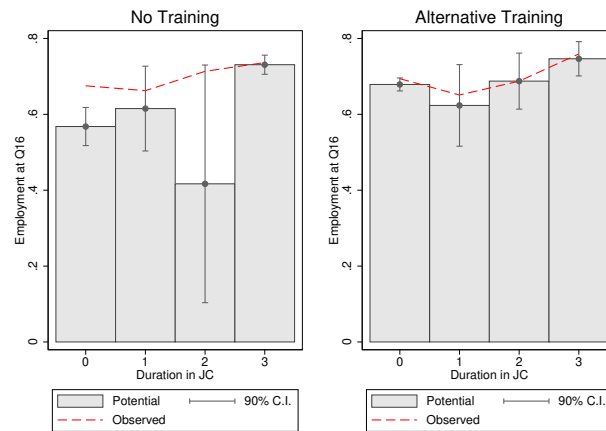 No Training
Employment at Q16
0 .2 .4 .6 .8
0 1 2 3
Duration in JC
Potential 90% C.I.
Observed
Alternative Training
Employment at Q16
0 .2 .4 .6 .8
0 1 2 3
Duration in JC
Potential 90% C.I.
Observed